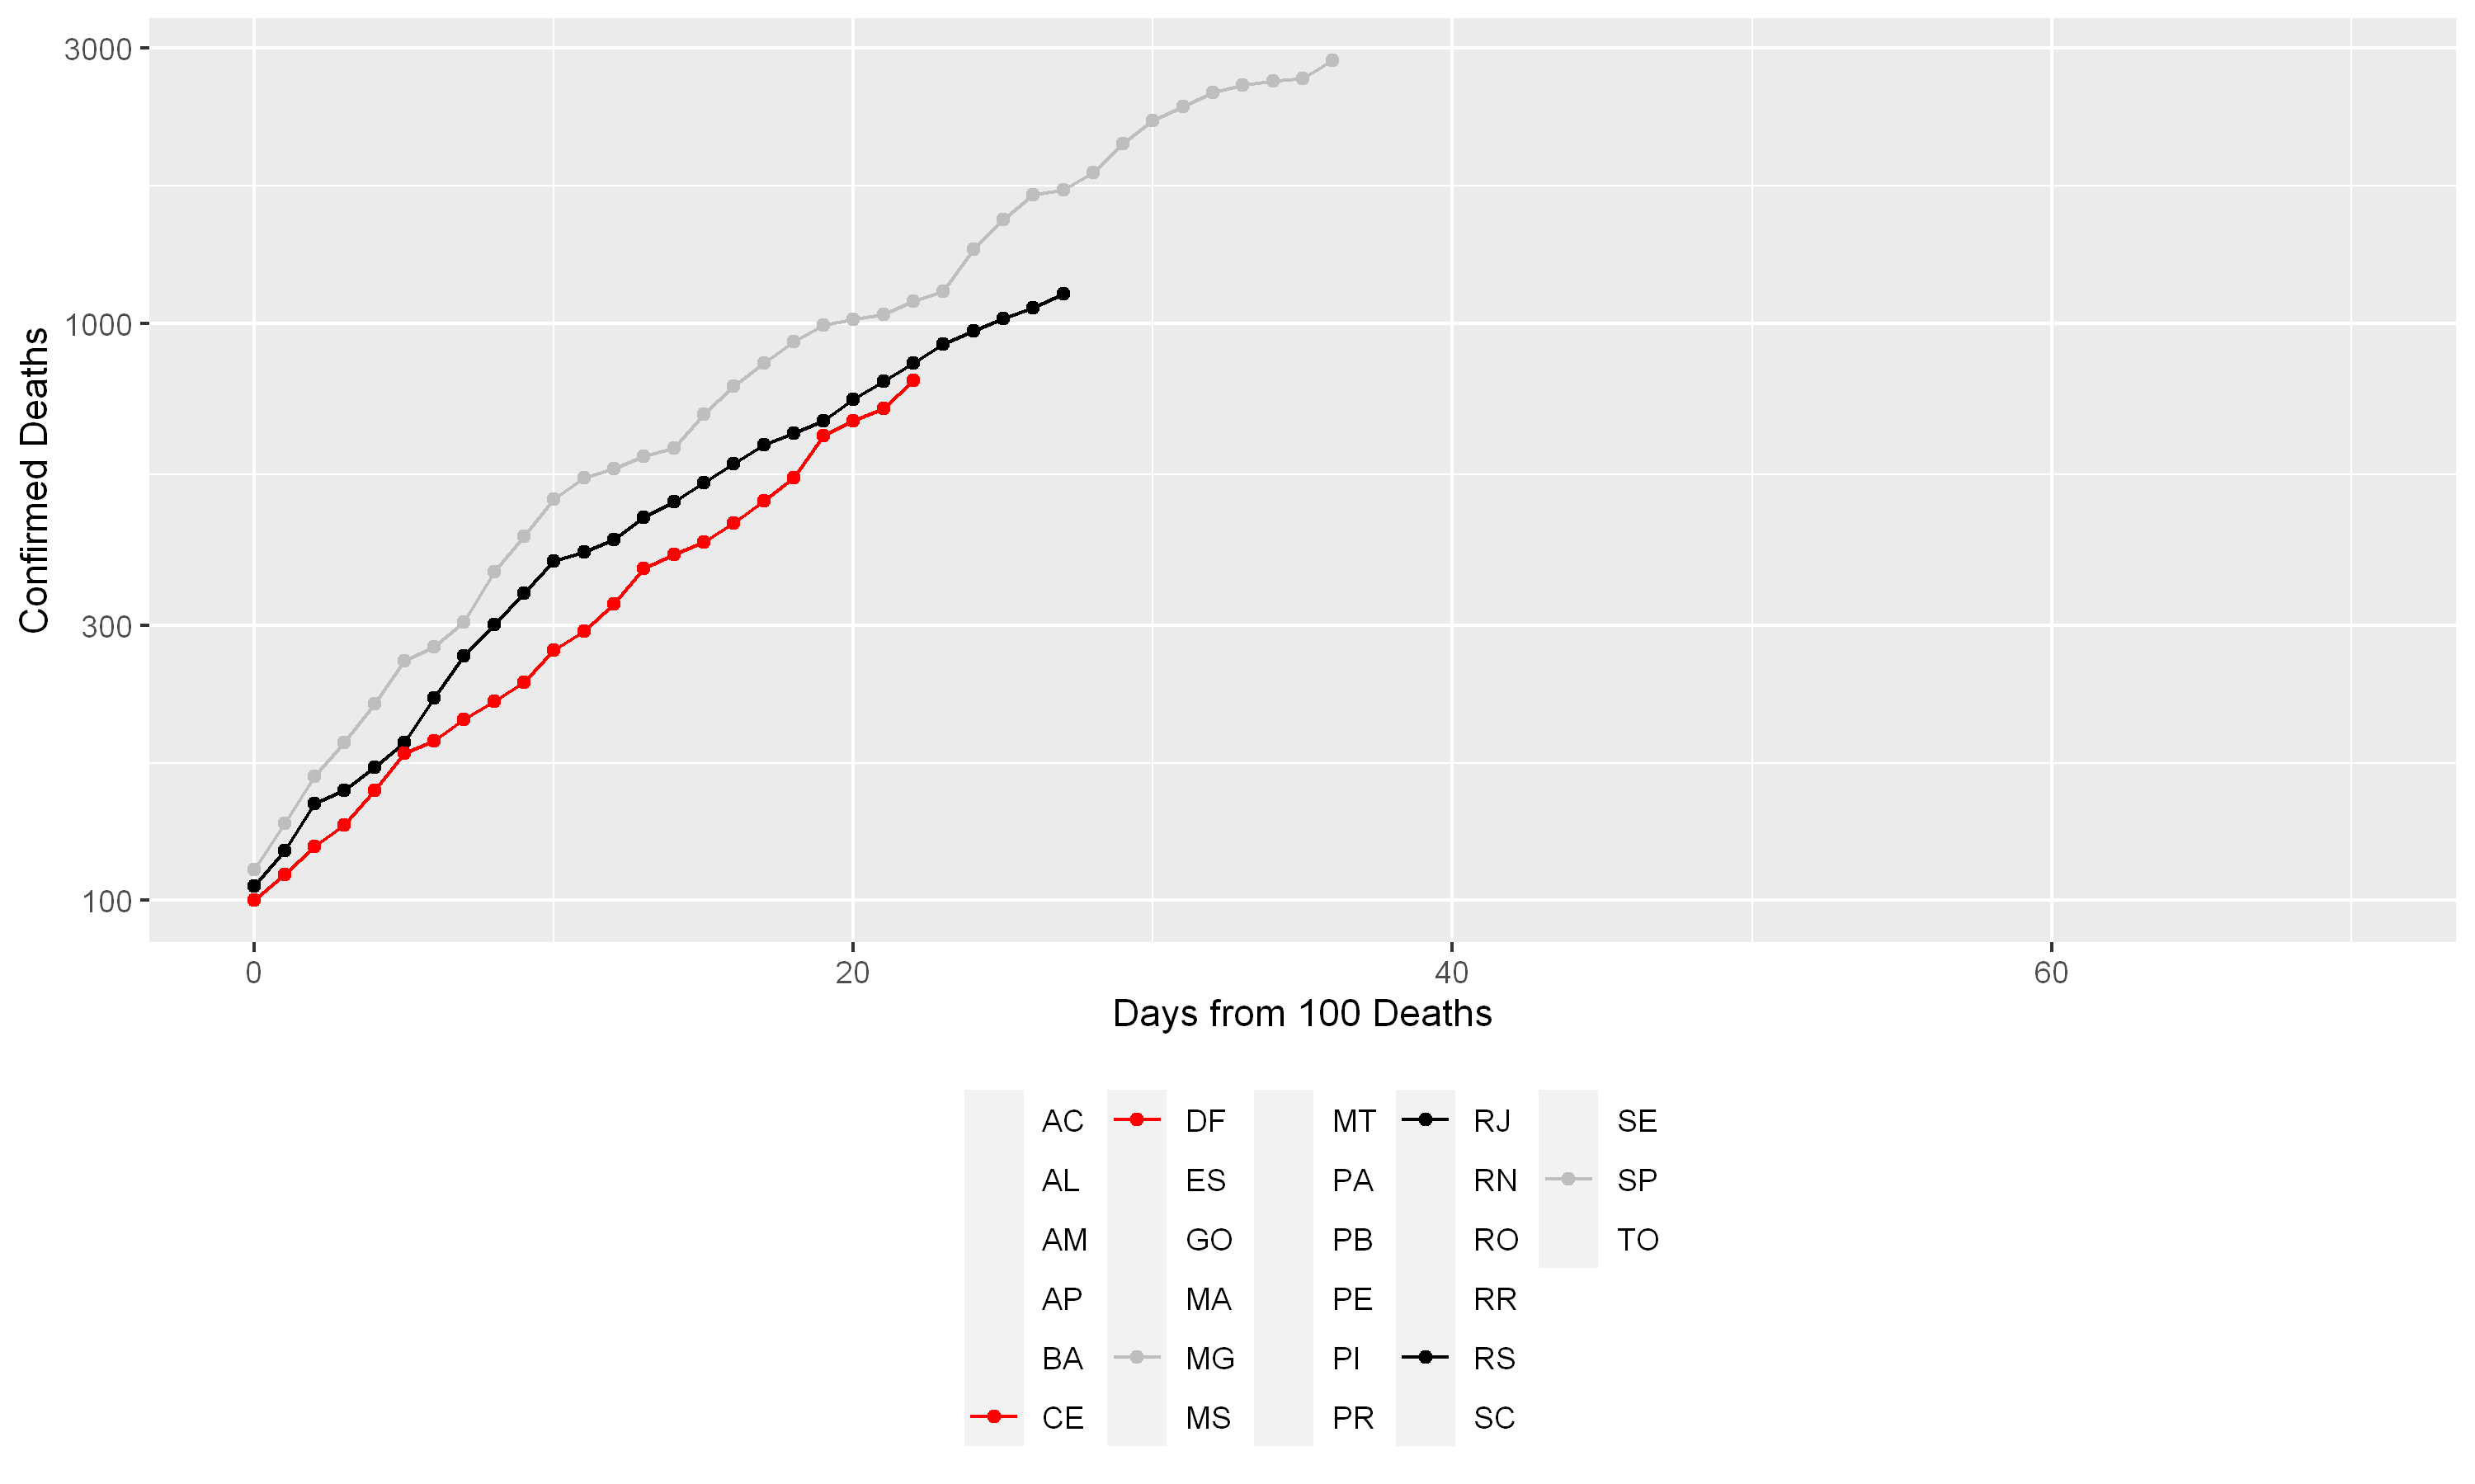 3000
1000
300
100
Confirmed Deaths
0 20 40 60
Days from 100 Deaths
AC DF MT RJ SE
AL ES PA RN SP
AM GO PB RO TO
AP MA PE RR
BA MG PI RS
CE MS PR SC